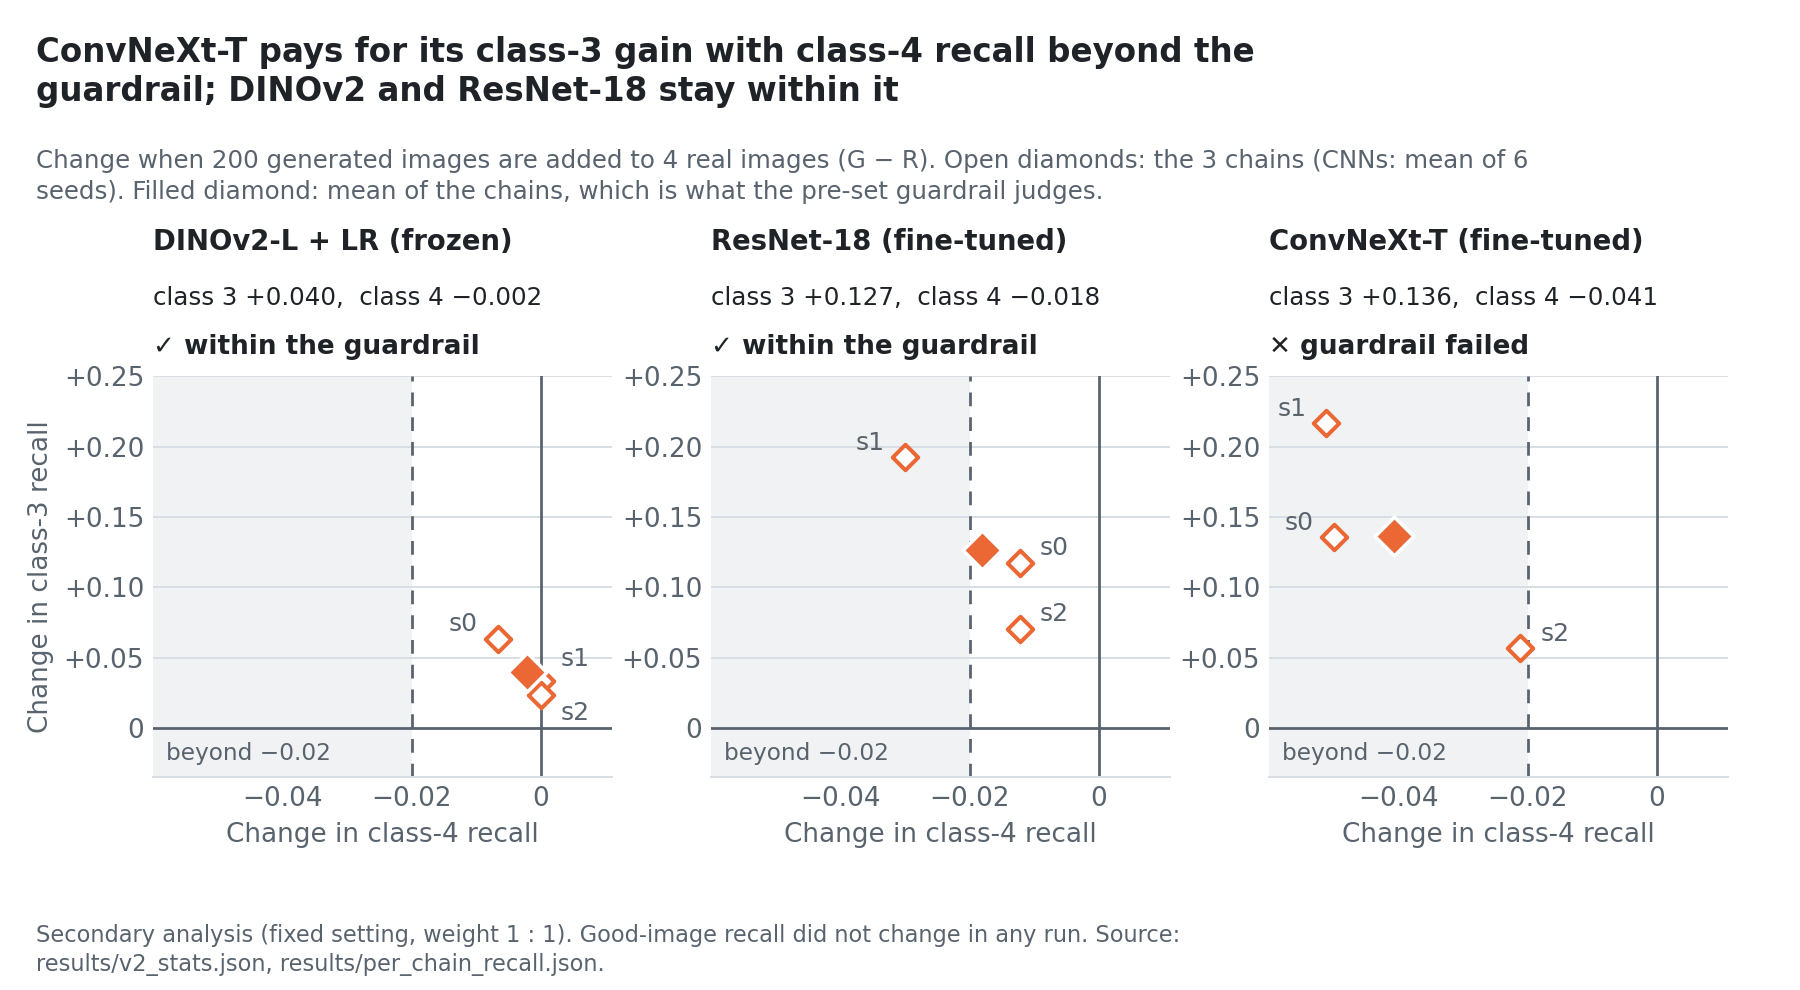 ConvNeXt-T pays for its class-3 gain with class-4 recall beyond the
guardrail; DINOv2 and ResNet-18 stay within it
Change when 200 generated images are added to 4 real images (G − R). Open diamonds: the 3 chains (CNNs: mean of 6
seeds). Filled diamond: mean of the chains, which is what the pre-set guardrail judges.
DINOv2-L + LR (frozen)
class 3 +0.040,  class 4 −0.002
✓ within the guardrail
+0.25
+0.20
+0.15
+0.10
+0.05
0
Change in class-3 recall
s0
s1
s2
beyond −0.02
−0.04
−0.02
0
Change in class-4 recall
ResNet-18 (fine-tuned)
class 3 +0.127,  class 4 −0.018
✓ within the guardrail
+0.25
+0.20
+0.15
+0.10
+0.05
0
s1
s0
s2
beyond −0.02
−0.04
−0.02
0
Change in class-4 recall
ConvNeXt-T (fine-tuned)
class 3 +0.136,  class 4 −0.041
✕ guardrail failed
+0.25
+0.20
+0.15
+0.10
+0.05
0
s1
s0
s2
beyond −0.02
−0.04
−0.02
0
Change in class-4 recall
Secondary analysis (fixed setting, weight 1 : 1). Good-image recall did not change in any run. Source:
results/v2_stats.json, results/per_chain_recall.json.